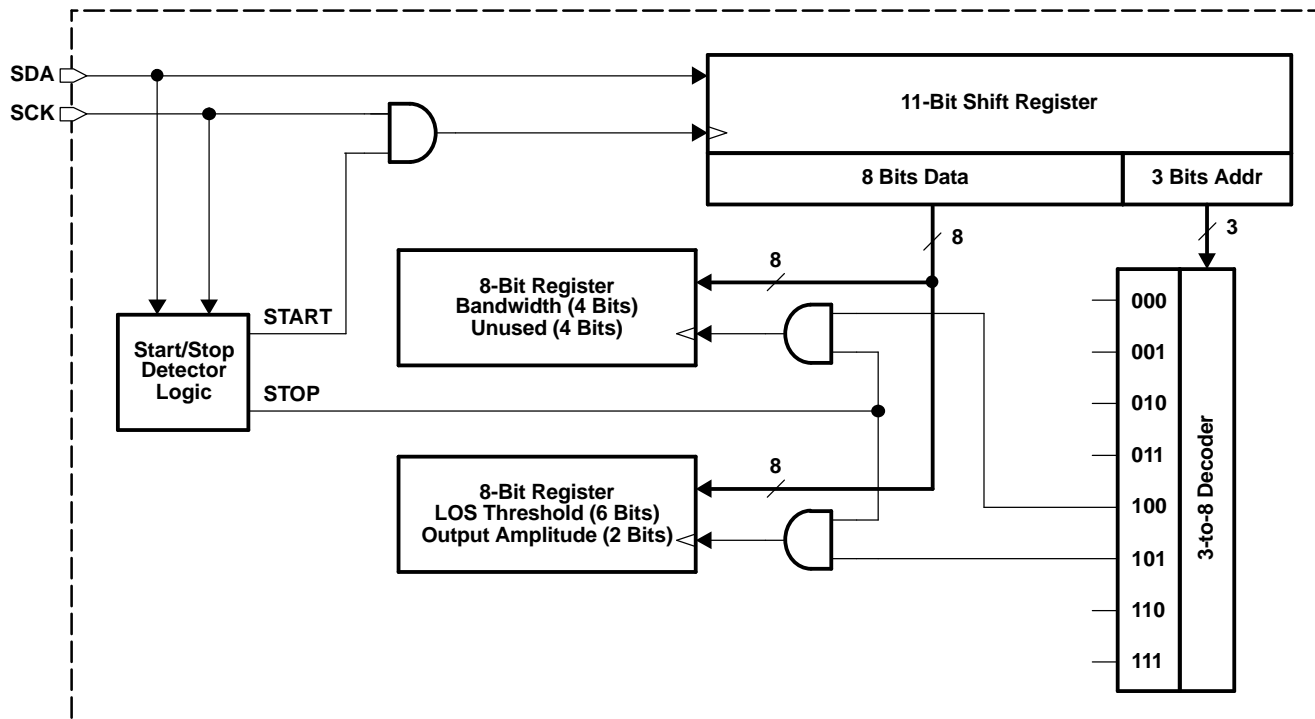 SDA
SCK
11-Bit Shift Register
8 Bits Data
3 Bits Addr
8
3
8
8-Bit Register
Bandwidth (4 Bits)
Unused (4 Bits)
START
Start/Stop
Detector
Logic
STOP
8
8-Bit Register
LOS Threshold (6 Bits)
Output Amplitude (2 Bits)
000
001
010
011
100
101
110
111
3-to-8 Decoder